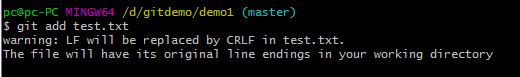 pc@pc-PC MINGW64 /d/gitdemo/demo1 (master)
$ git add test.txt
warning: LF will be replaced by CRLF in test.txt.
The file will have its original line endings in your working directory